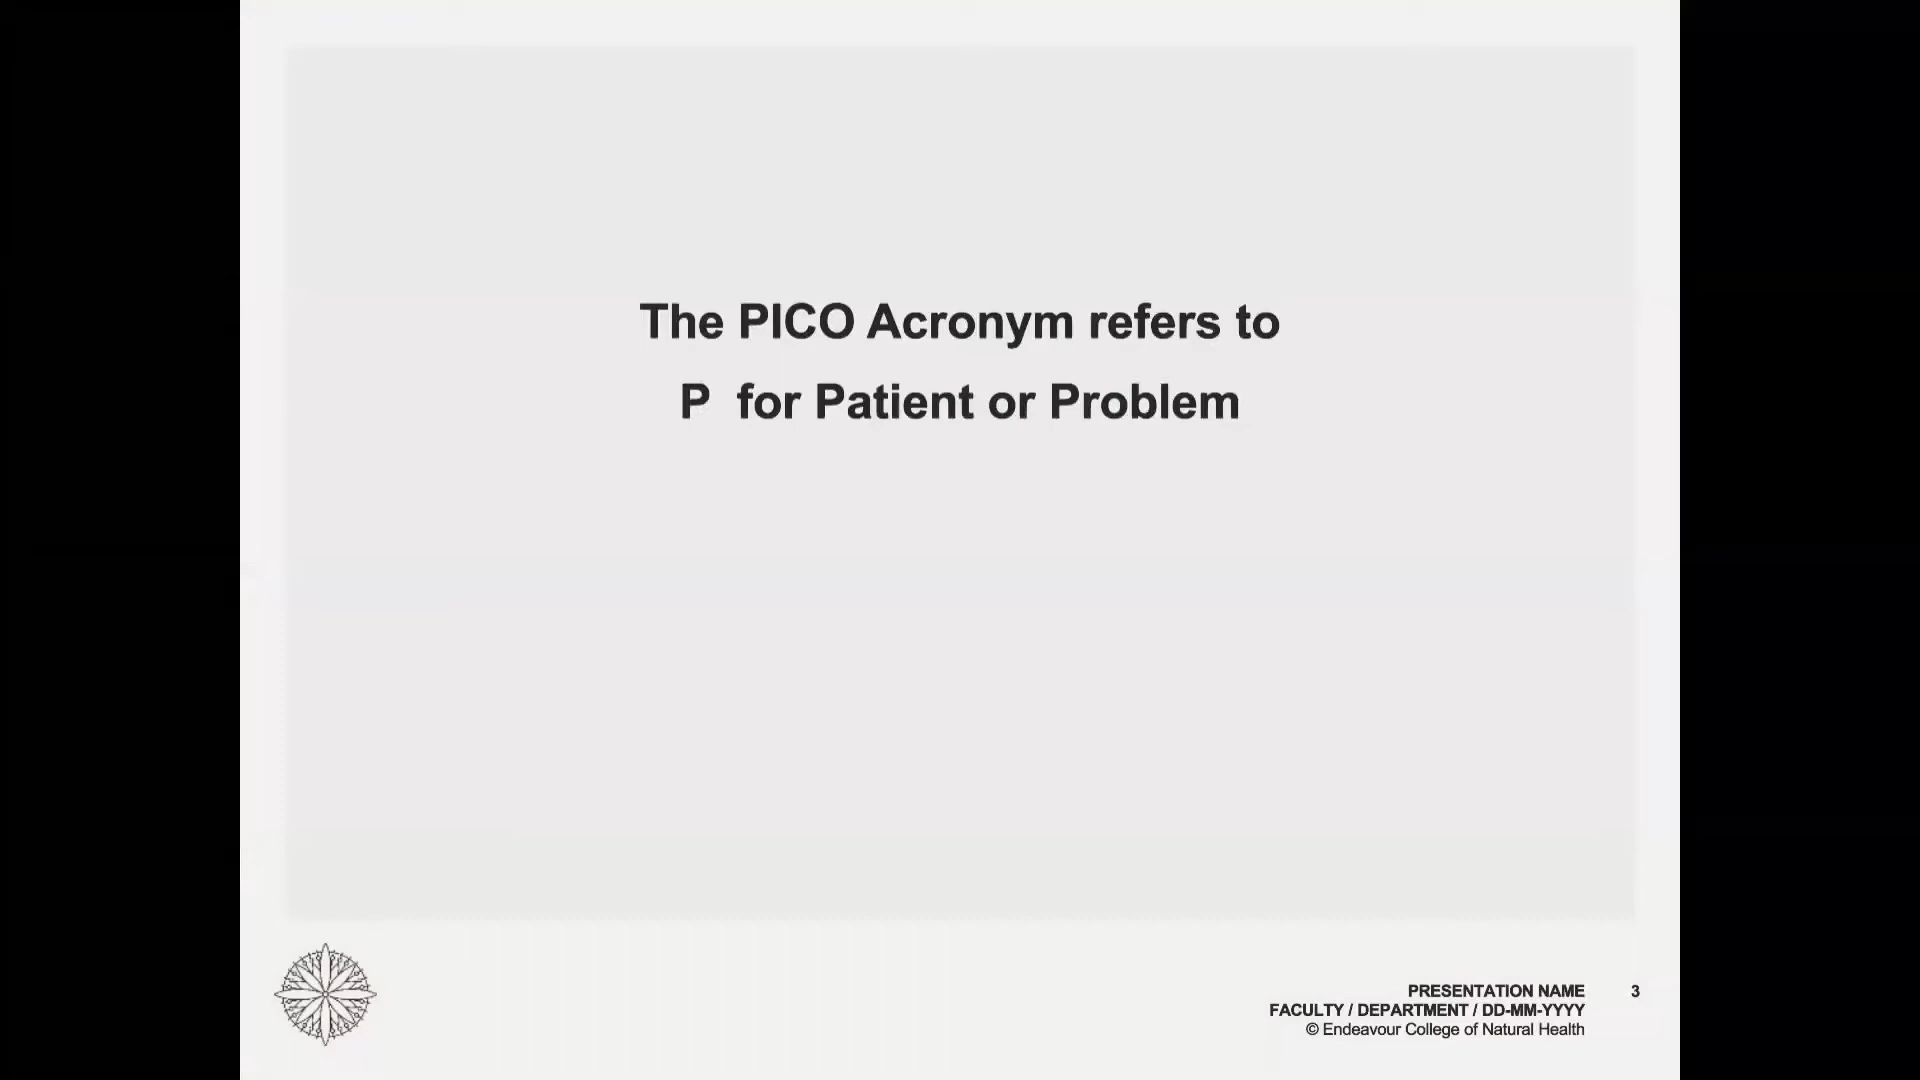 The PICO Acronym refers to
P for Patient or Problem
PRESENTATION NAME 3
FACULTY / DEPARTMENT / DD-MM-YYYY
© Endeavour College of Natural Health